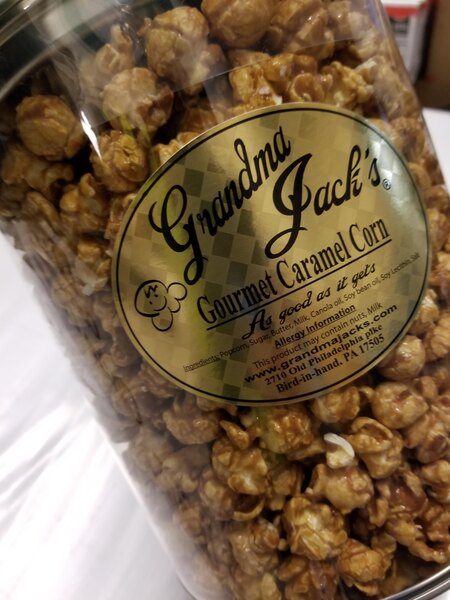 Grandma
Jack's®
Gourmet Caramel Corn
As good as it gets
Ingredients: Popcorn, Sugar, Butter, Milk, Canola oil, Soy bean oil, Soy Lecithin, Salt
Allergy Information
This product may contain nuts, Milk
www.grandmajacks.com
2710 Old Philadelphia pike
Bird-in-hand, PA 17505